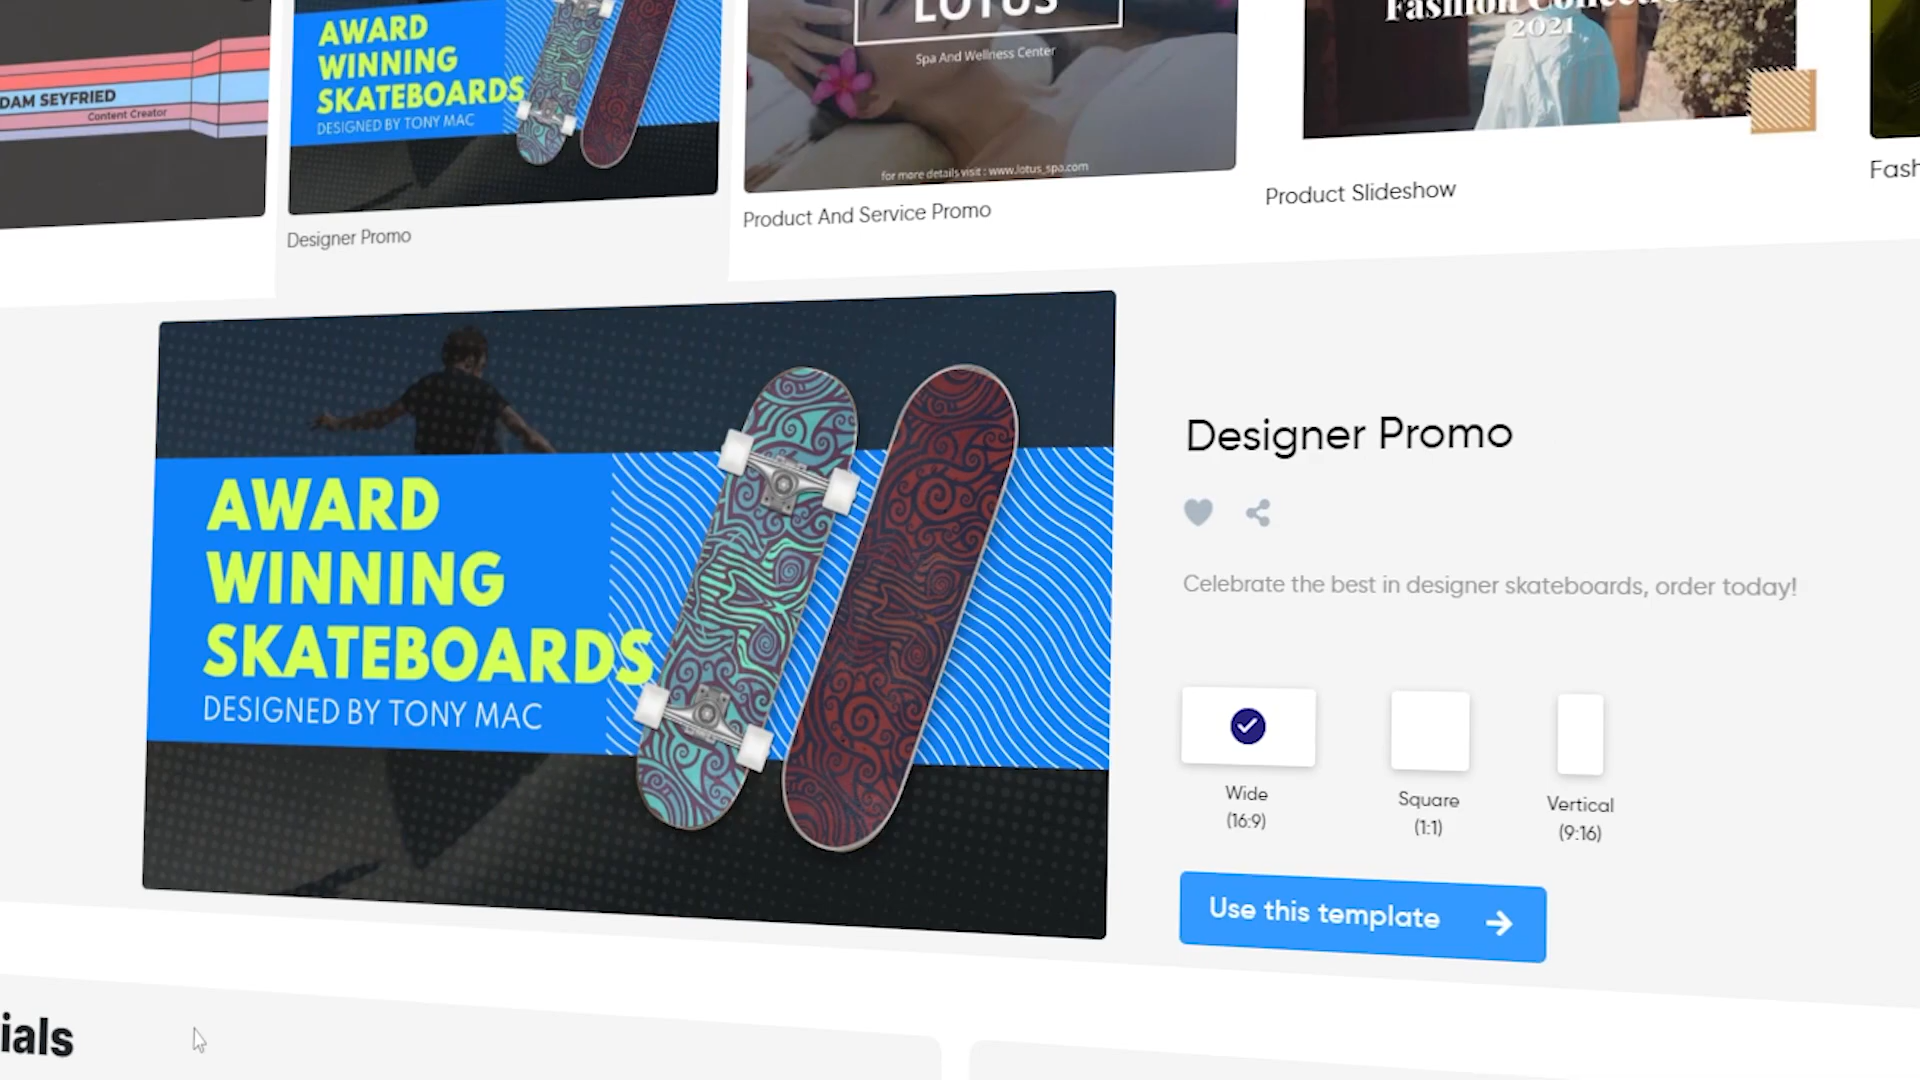 DAM SEYFRIED
Content Creator
AWARD
WINNING
SKATEBOARDS
DESIGNED BY TONY MAC
Designer Promo
LOTUS
Spa And Wellness Center
for more details visit : www.lotus_spa.com
Product And Service Promo
Fashion Collection
2021
Product Slideshow
Fash
AWARD
WINNING
SKATEBOARDS
DESIGNED BY TONY MAC
Designer Promo
Celebrate the best in designer skateboards, order today!
Wide
(16:9)
Square
(1:1)
Vertical
(9:16)
Use this template
ials